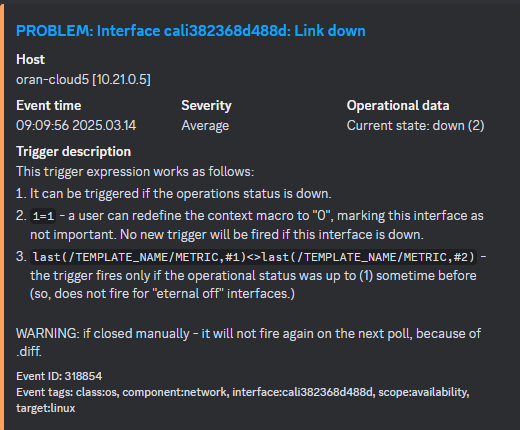 PROBLEM: Interface cali382368d488d: Link down
Host
oran-cloud5 [10.21.0.5]
Event time Severity Operational data
09:09:56 2025.03.14 Average Current state: down (2)
Trigger description
This trigger expression works as follows:
1. It can be triggered if the operations status is down.
2. 1=1 - a user can redefine the context macro to "0", marking this interface as
not important. No new trigger will be fired if this interface is down.
3. last(/TEMPLATE_NAME/METRIC,#1)<>last(/TEMPLATE_NAME/METRIC,#2) -
the trigger fires only if the operational status was up to (1) sometime before
(so, does not fire for "eternal off" interfaces.)
WARNING: if closed manually - it will not fire again on the next poll, because of
.diff.
Event ID: 318854
Event tags: class:os, component:network, interface:cali382368d488d, scope:availability,
target:linux